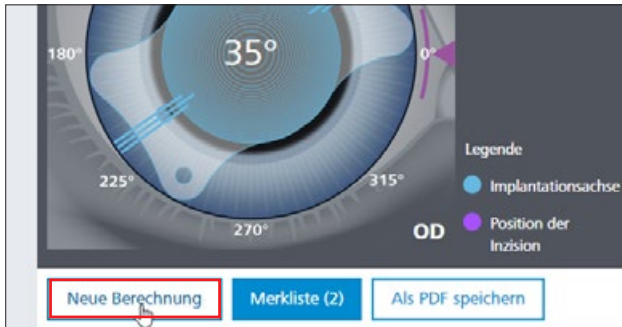 35°
180°
0°
Legende
225°
315°
Implantationsachse
270°
OD
Position der
Inzision
Neue Berechnung
Merkliste (2)
Als PDF speichern